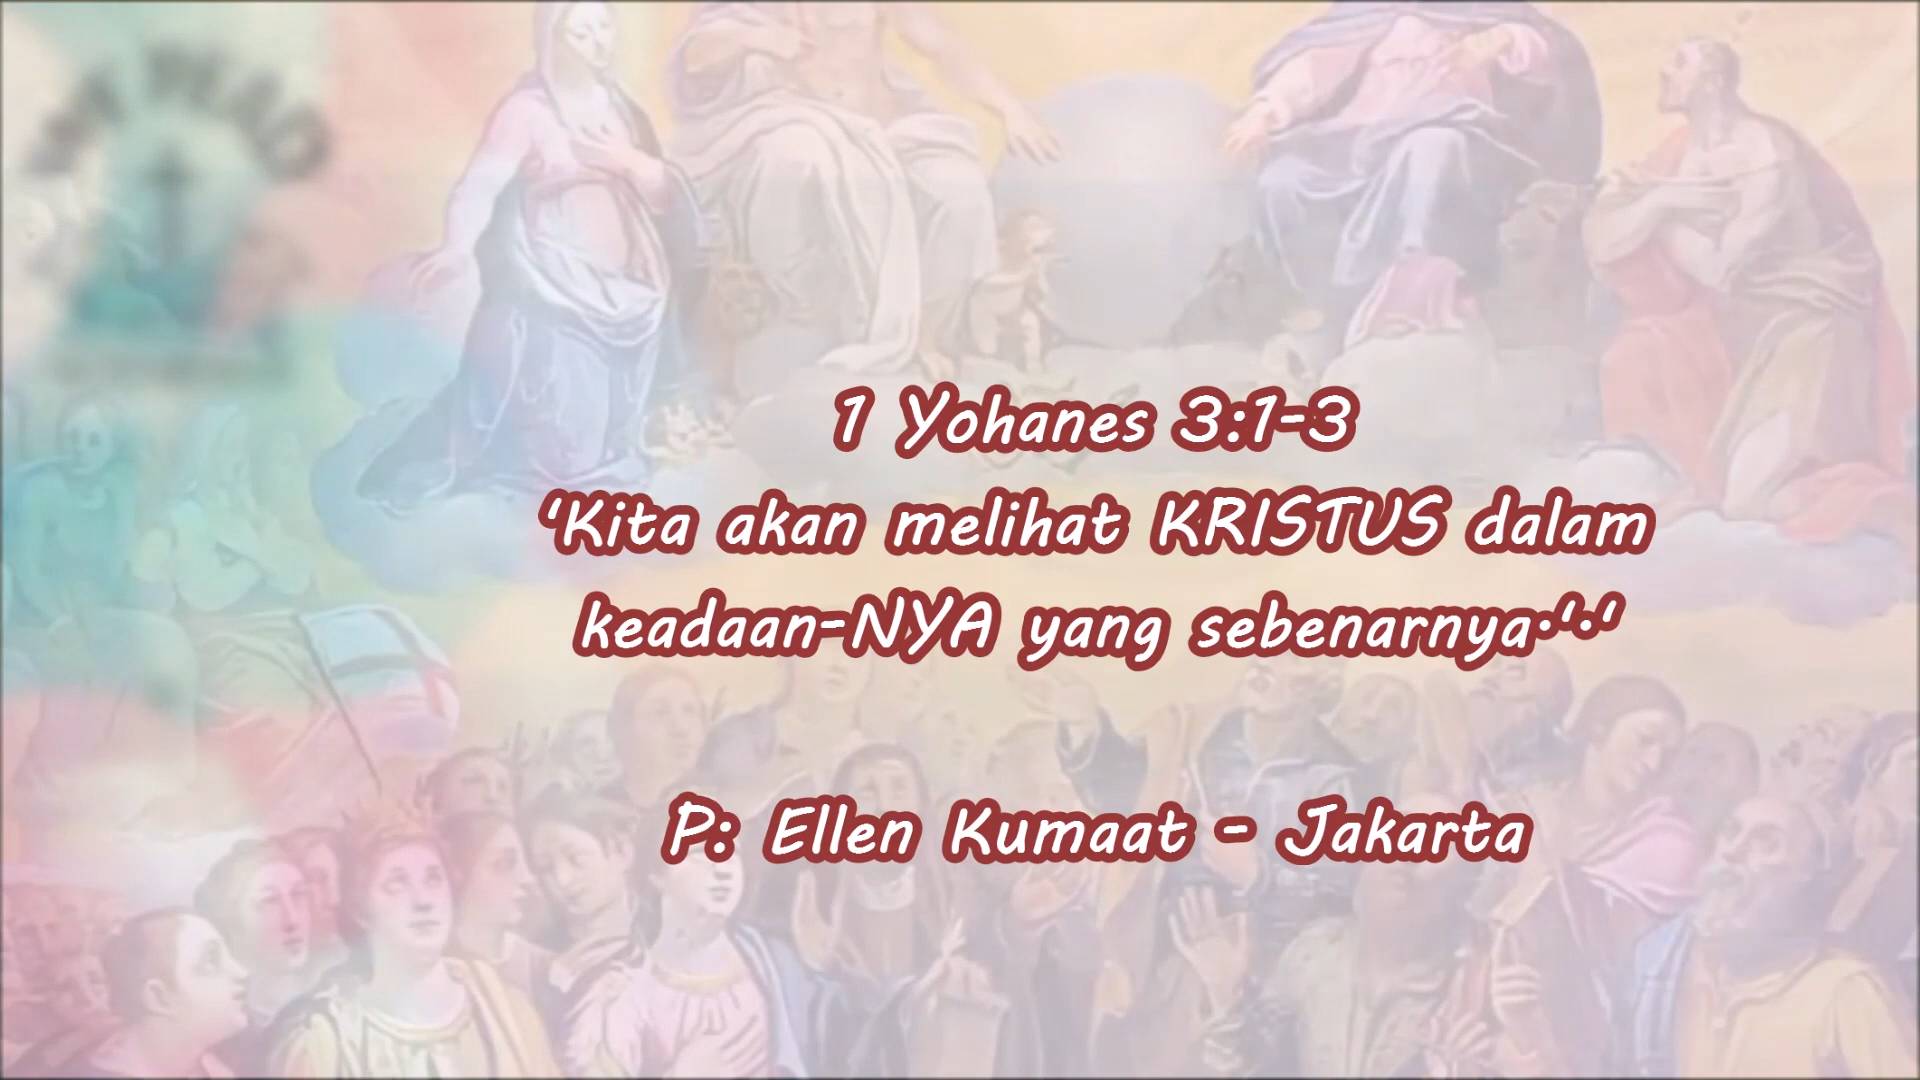 1 Yohanes 3:1-3
'Kita akan melihat KRISTUS dalam
keadaan-NYA yang sebenarnya.'.'
P: Ellen Kumaat - Jakarta